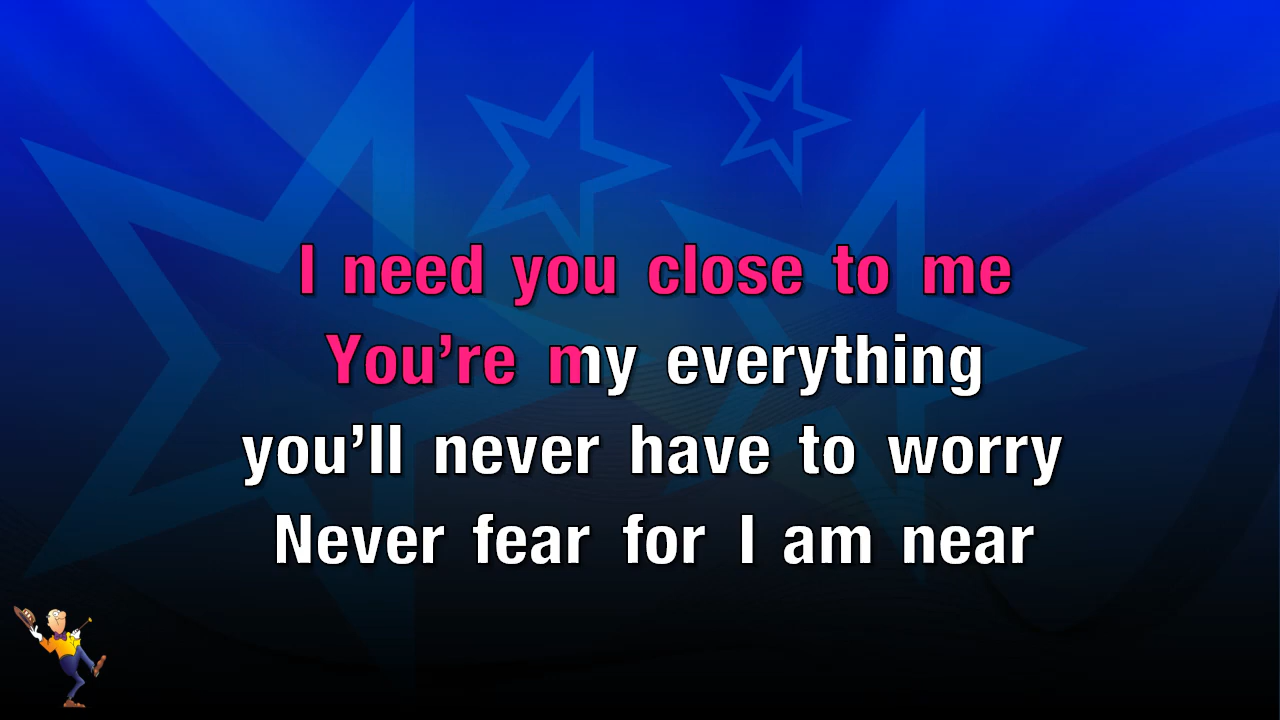 I need you close to me
You’re my everything
you’ll never have to worry
Never fear for I am near